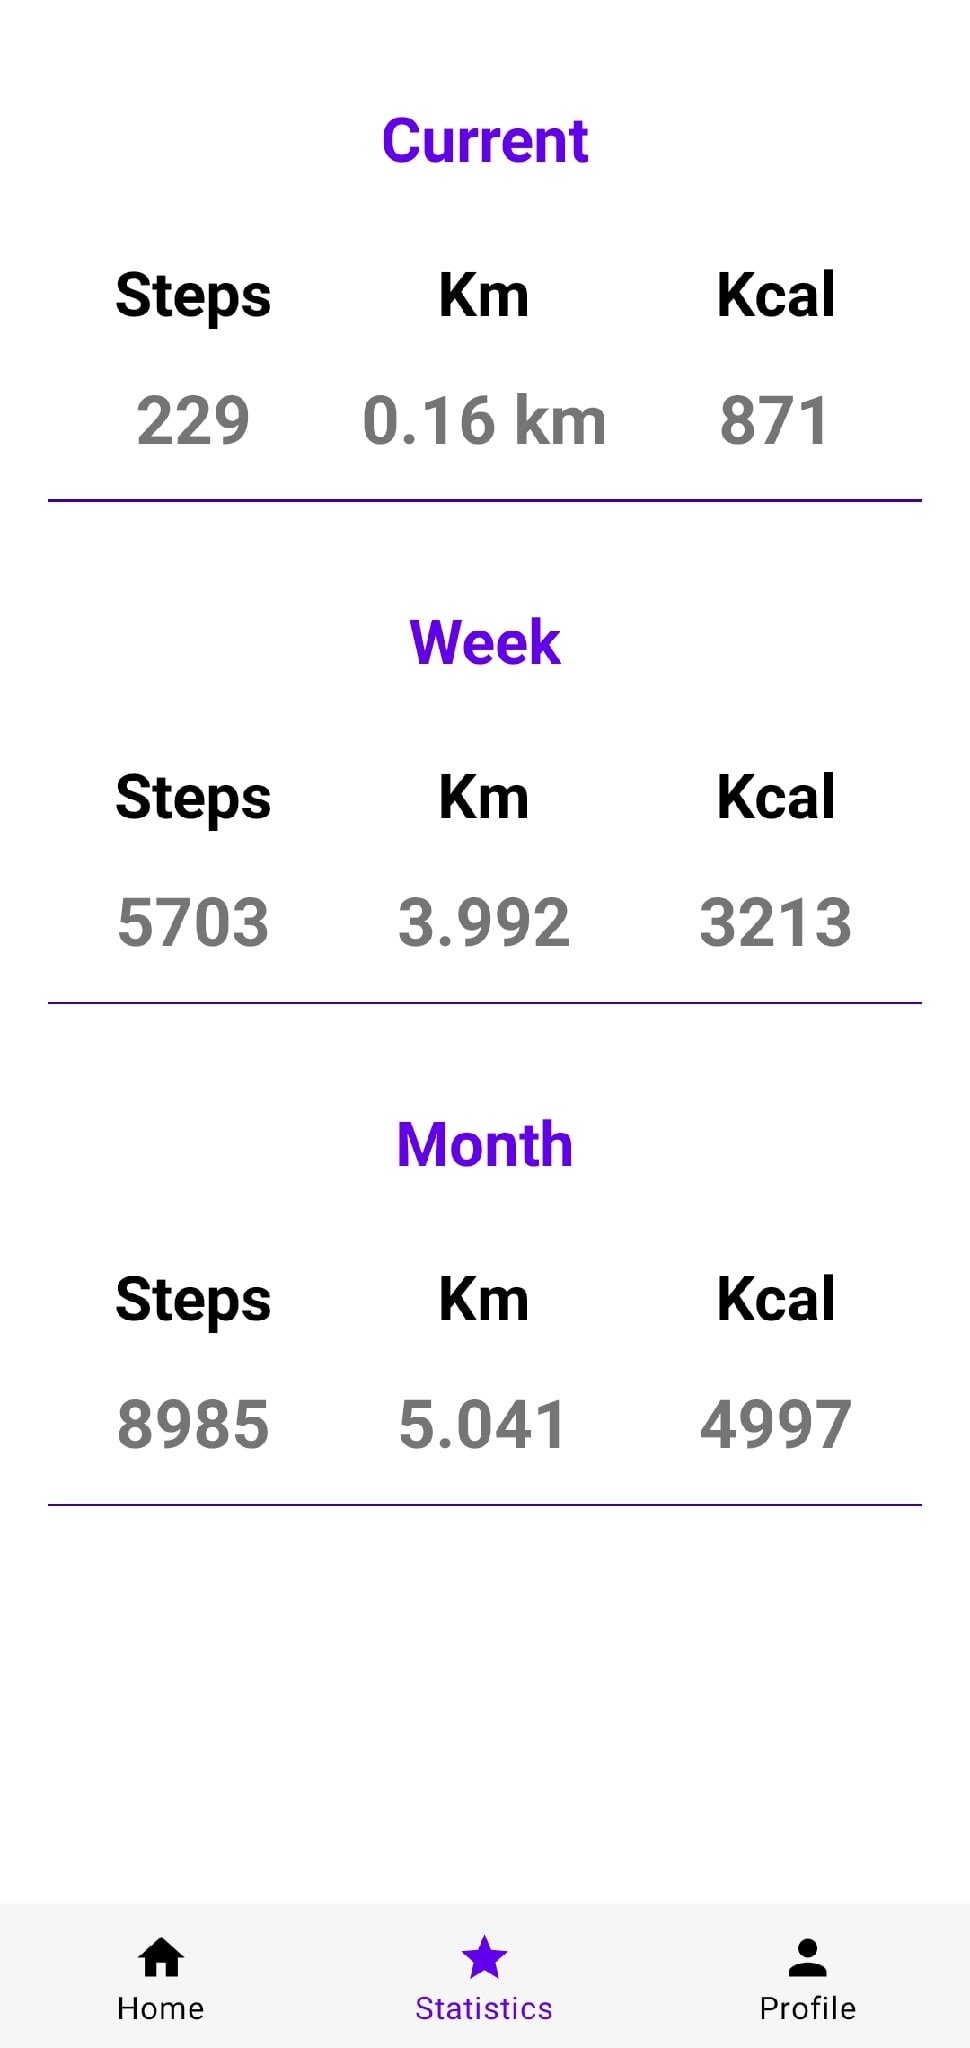 Current
Steps Km Kcal
229 0.16 km 871
Week
Steps Km Kcal
5703 3.992 3213
Month
Steps Km Kcal
8985 5.041 4997
Home Statistics Profile